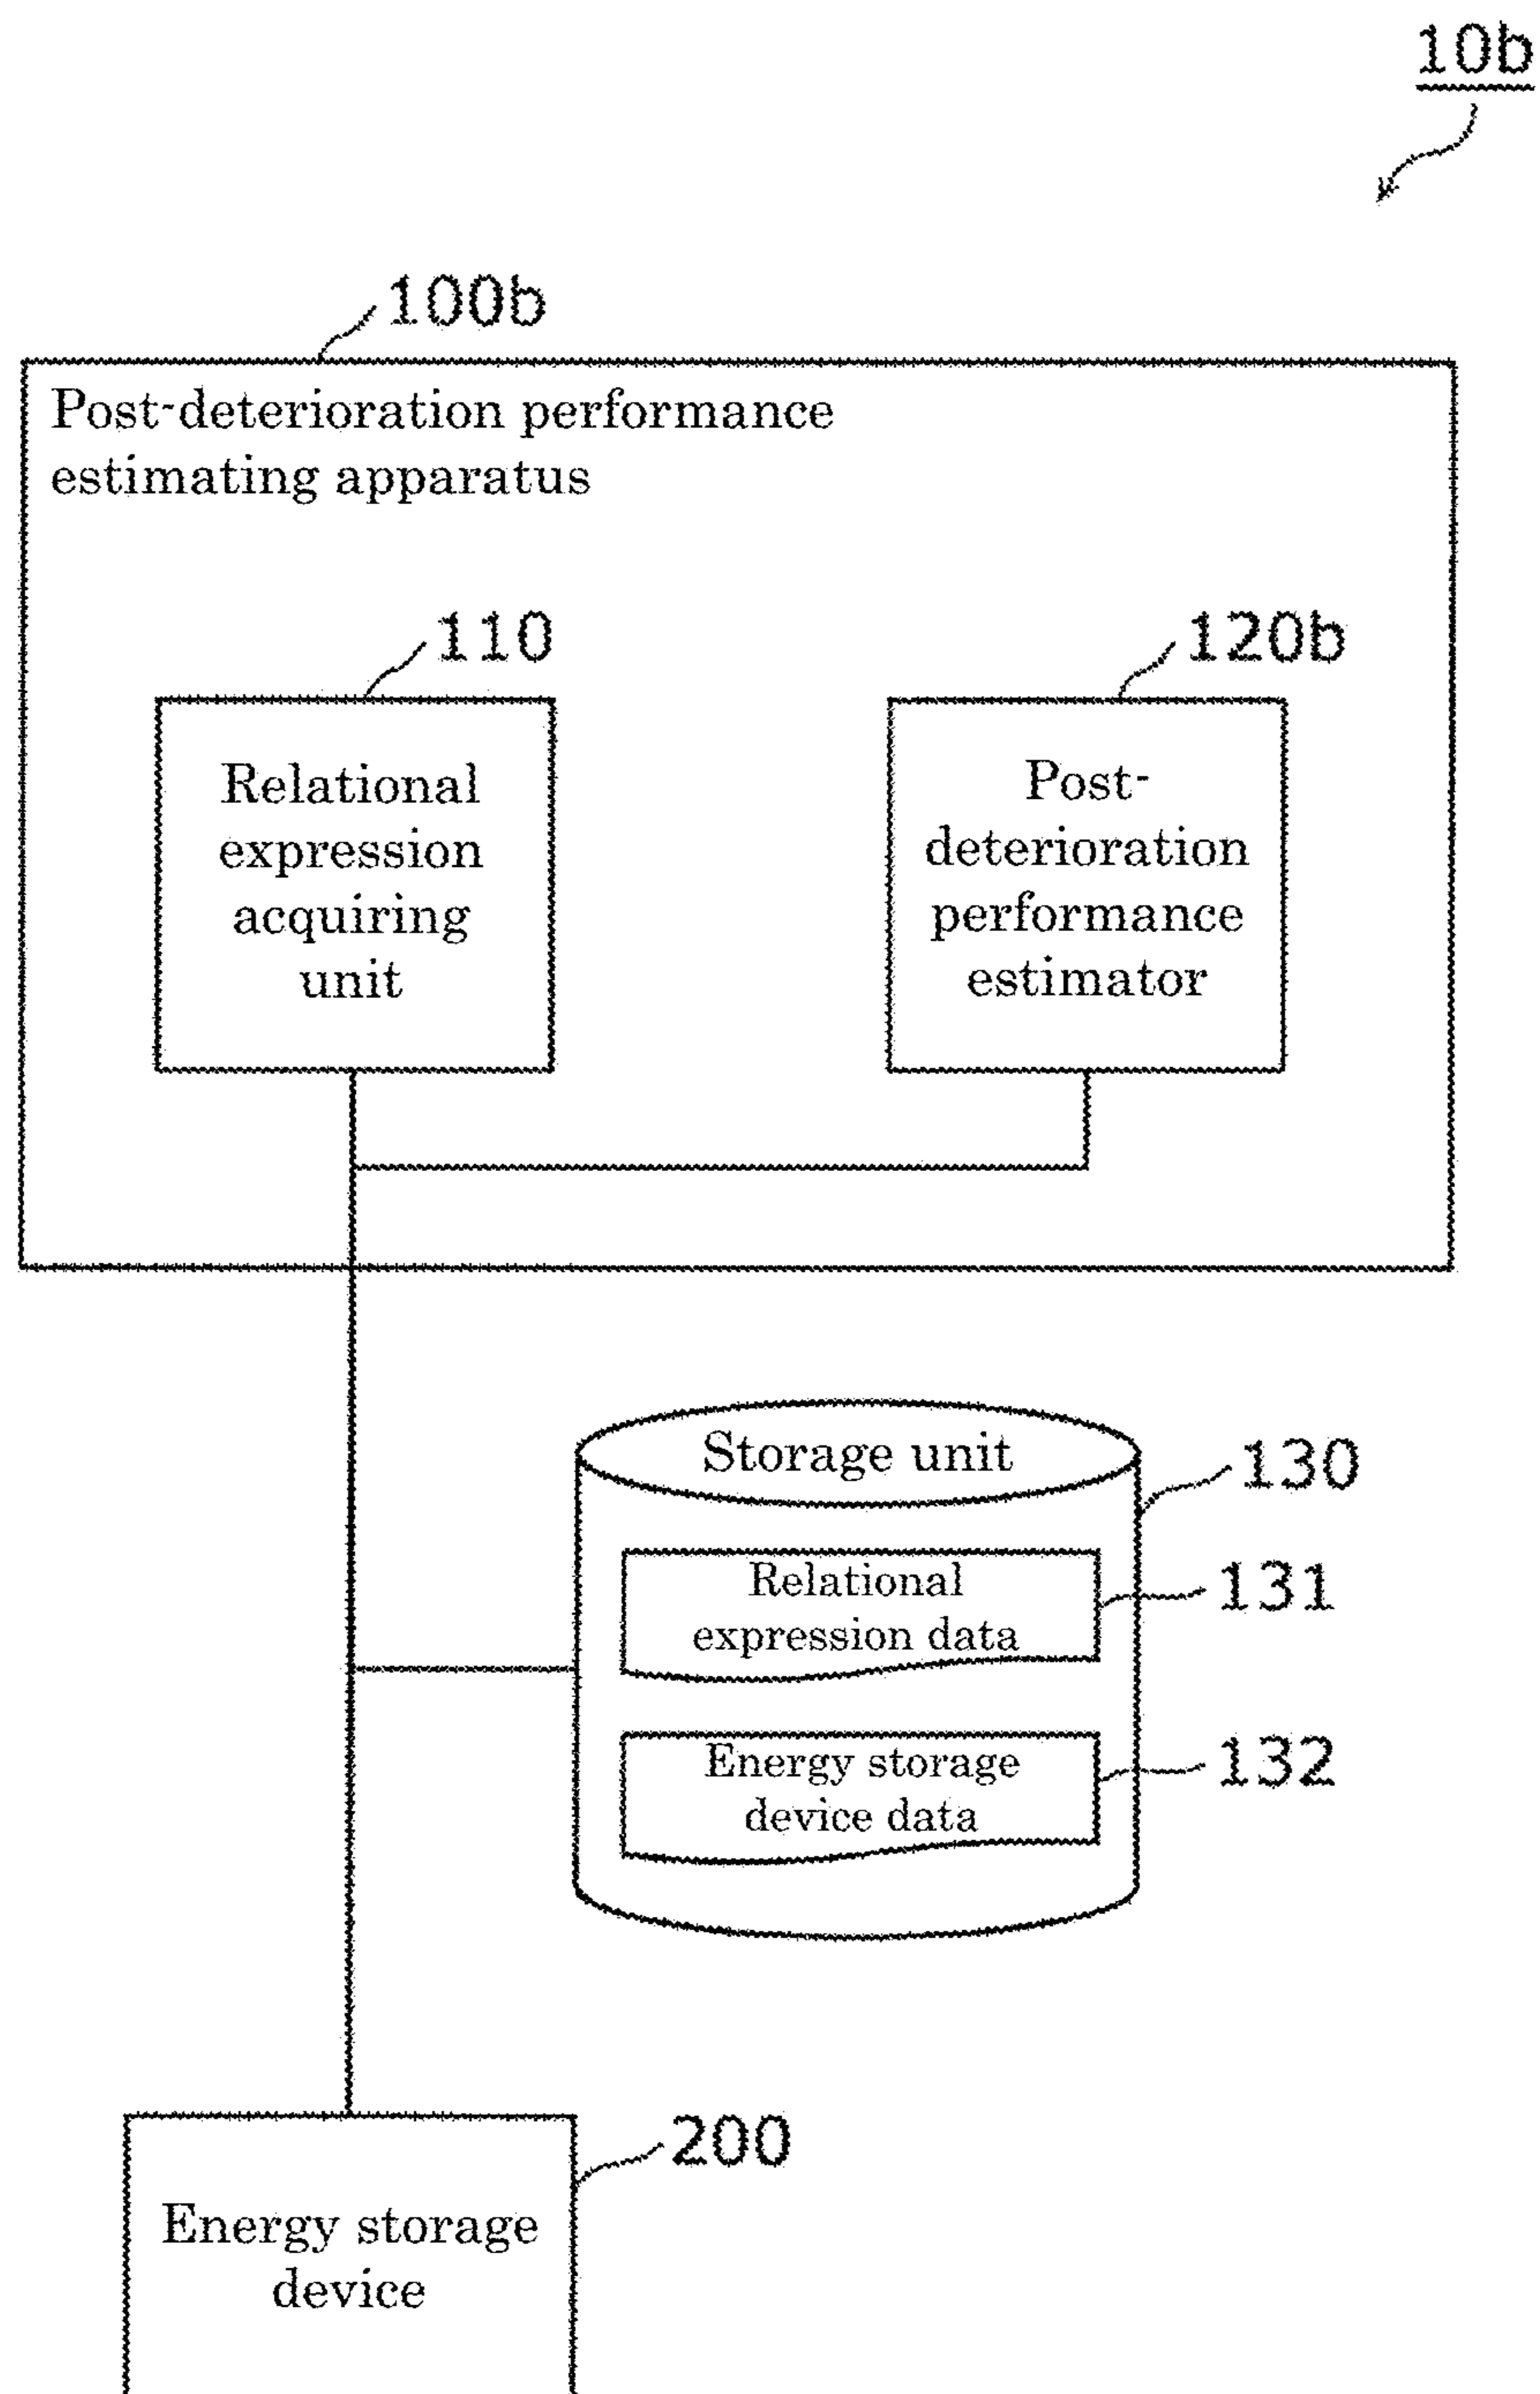 10b
100b
Post-deterioration performance
estimating apparatus
110
120b
Relational
expression
acquiring
unit
Post-
deterioration
performance
estimator
Storage unit
130
Relational
expression data
131
Energy storage
device data
132
200
Energy storage
device